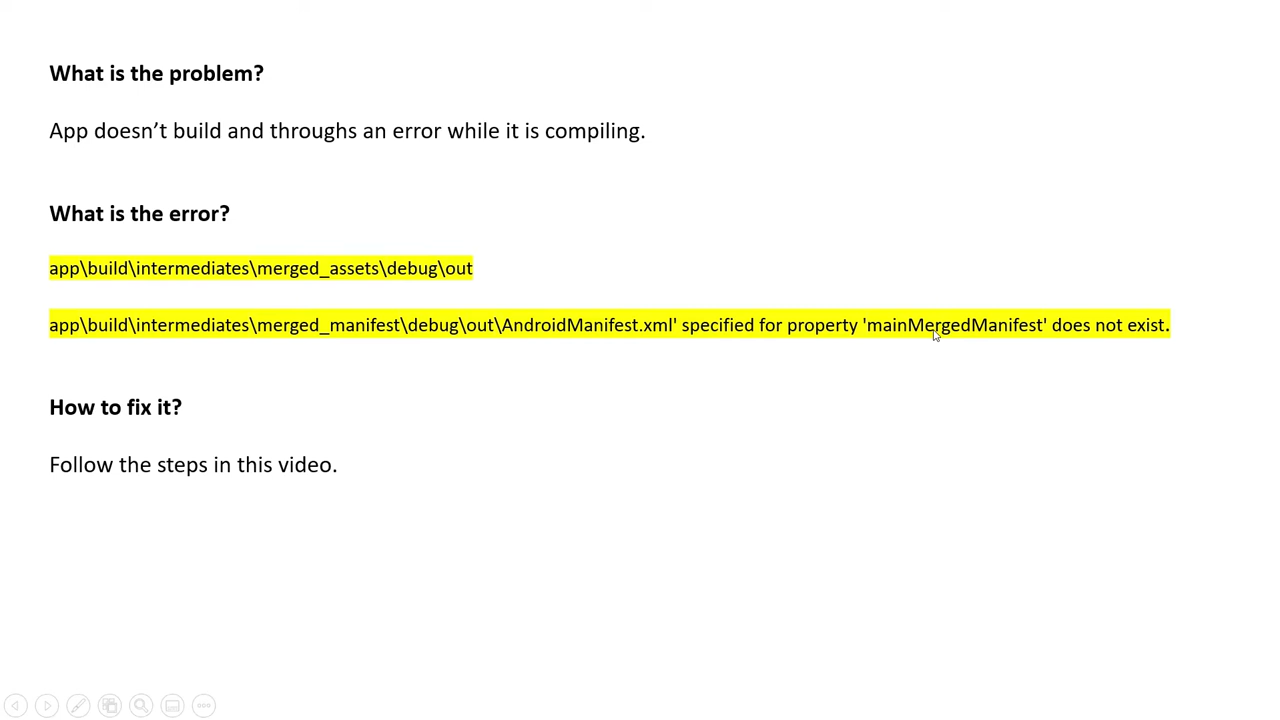 What is the problem?
App doesn’t build and throughs an error while it is compiling.
What is the error?
app\build\intermediates\merged_assets\debug\out
app\build\intermediates\merged_manifest\debug\out\AndroidManifest.xml' specified for property 'mainMergedManifest' does not exist.
How to fix it?
Follow the steps in this video.